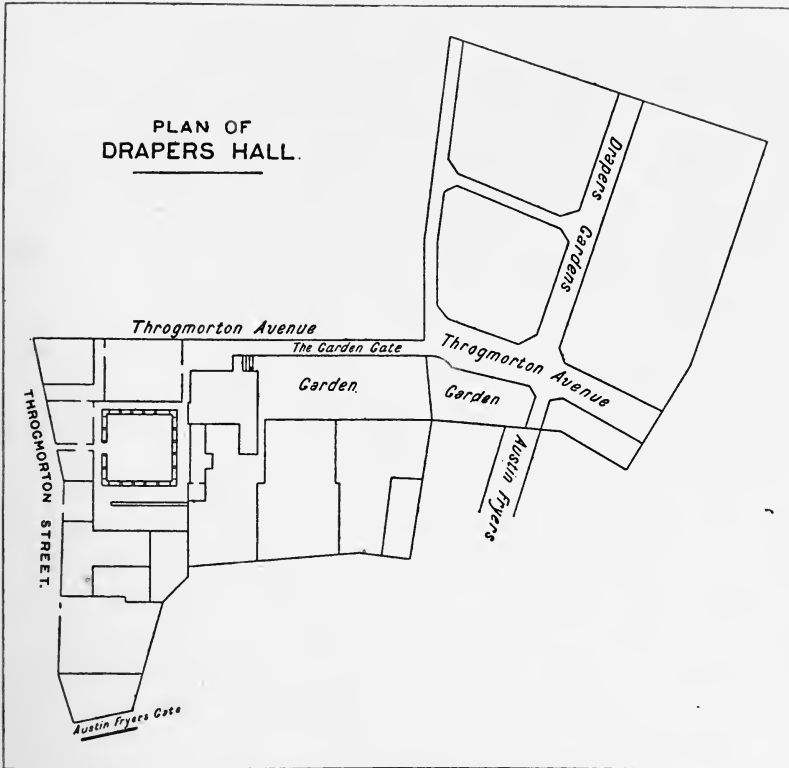 PLAN OF
DRAPERS HALL.
Drapers Gardens
Throgmorton Avenue
The Garden Gate
Throgmorton Avenue
Garden.
Garden
THROGMORTON STREET.
Austin Fryers
Austin Fryers Gate